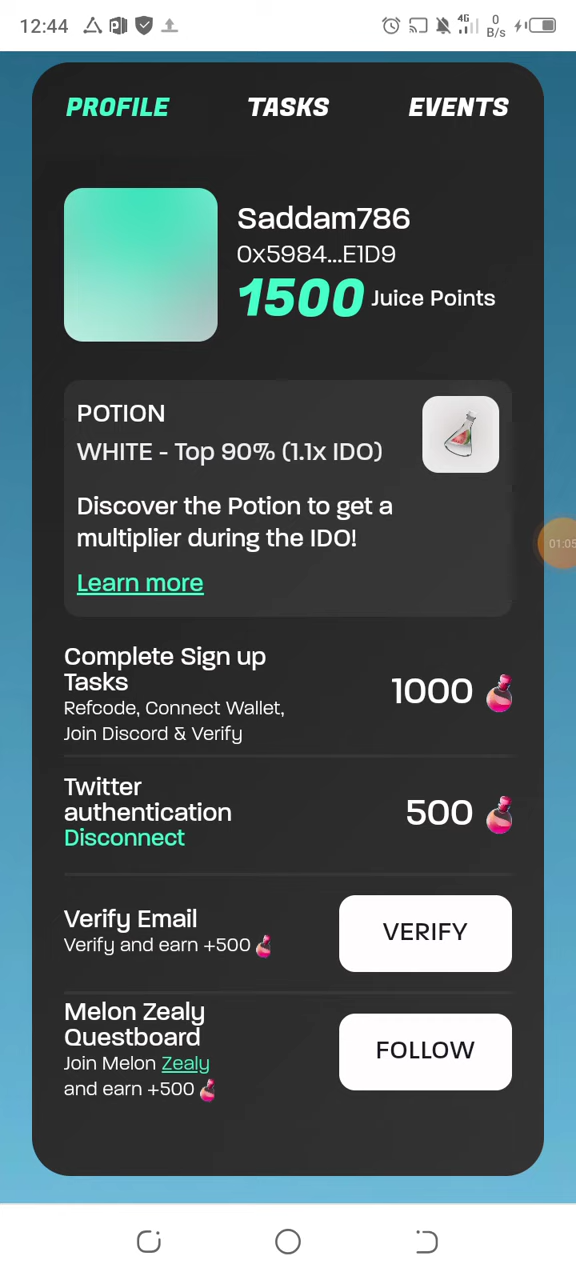 12:44
4G
0 B/s
PROFILE TASKS EVENTS
Saddam786
0x5984...E1D9
1500 Juice Points
POTION
WHITE - Top 90% (1.1x IDO)
Discover the Potion to get a
multiplier during the IDO!
Learn more
01:05
Complete Sign up
Tasks
Refcode, Connect Wallet,
Join Discord & Verify
1000
Twitter
authentication
Disconnect
500
Verify Email
Verify and earn +500
VERIFY
Melon Zealy
Questboard
Join Melon Zealy
and earn +500
FOLLOW